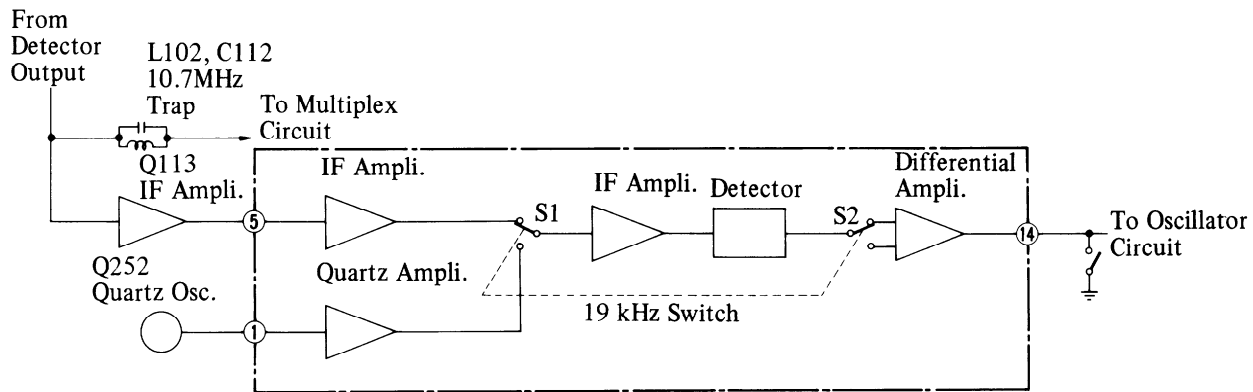 From
Detector
Output
L102, C112
10.7MHz
Trap
To Multiplex
Circuit
Q113
IF Ampli.
IF Ampli.
IF Ampli.
Detector
Differential
Ampli.
5
S1
S2
14
To Oscillator
Circuit
Q252
Quartz Osc.
Quartz Ampli.
19 kHz Switch
1